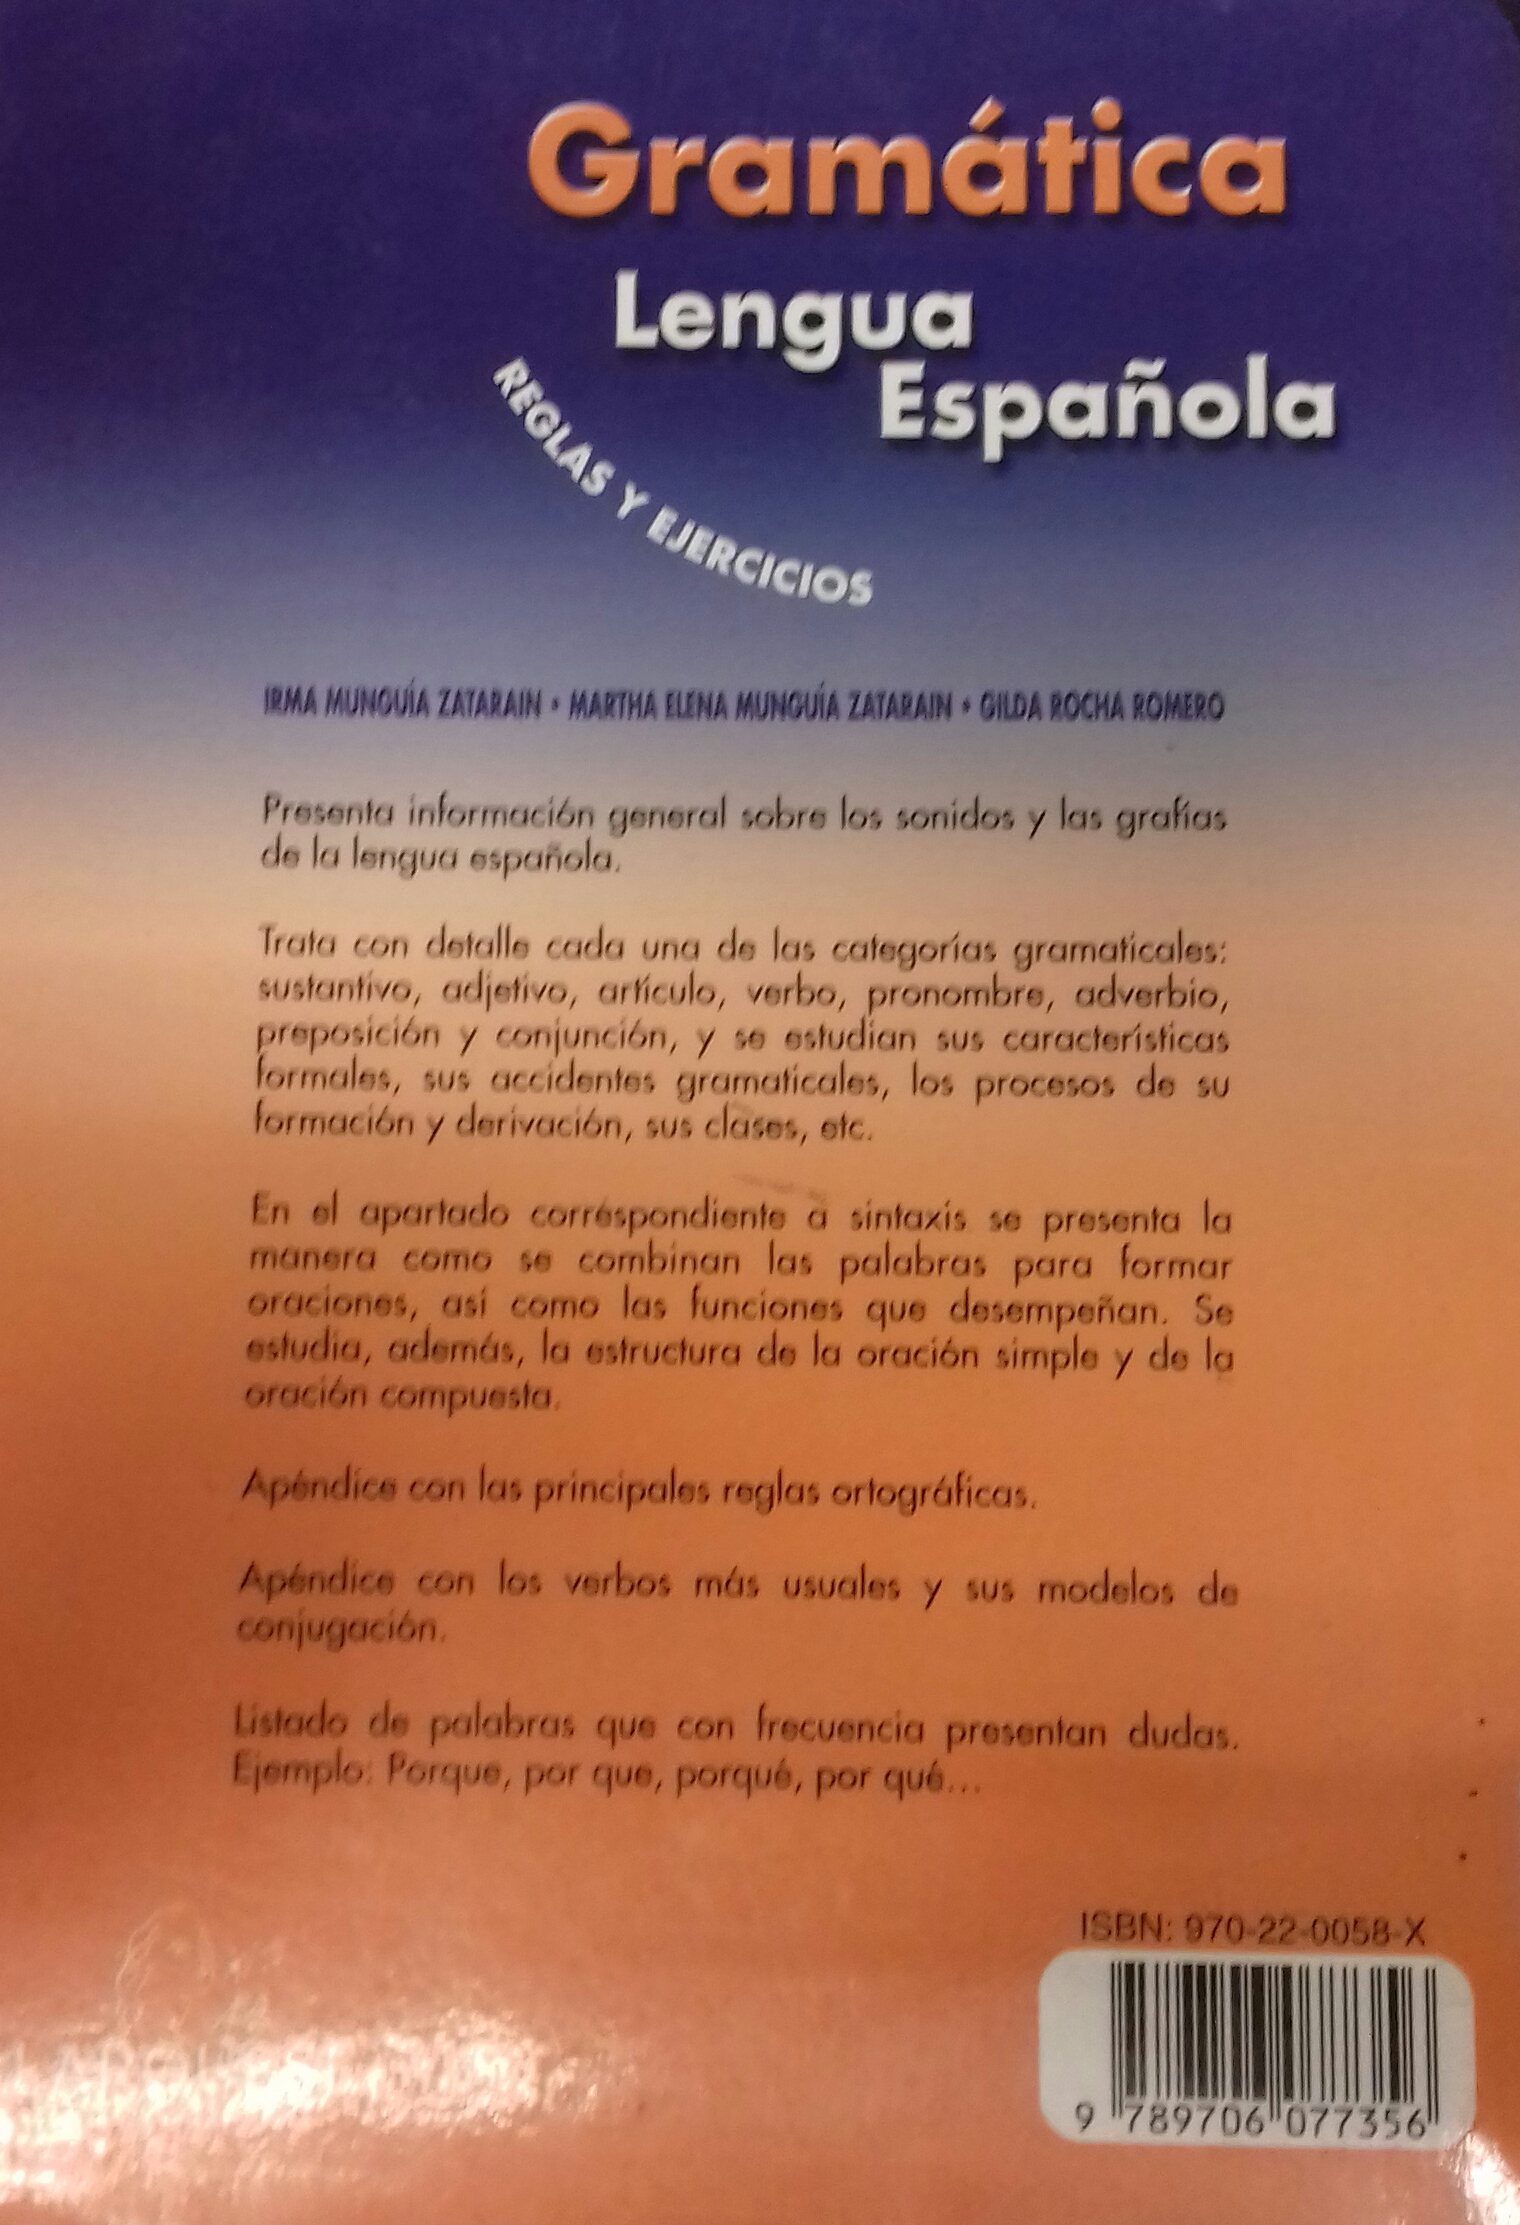 Gramática
Lengua
Española
REGLAS Y EJERCICIOS
IRMA MUNGUÍA ZATARAIN • MARTHA ELENA MUNGUÍA ZATARAIN • GILDA ROCHA ROMERO
Presenta información general sobre los sonidos y las grafías
de la lengua española.
Trata con detalle cada una de las categorías gramaticales:
sustantivo, adjetivo, artículo, verbo, pronombre, adverbio,
preposición y conjunción, y se estudian sus características
formales, sus accidentes gramaticales, los procesos de su
formación y derivación, sus clases, etc.
En el apartado correspondiente a sintaxis se presenta la
manera como se combinan las palabras para formar
oraciones, así como las funciones que desempeñan. Se
estudia, además, la estructura de la oración simple y de la
oración compuesta.
Apéndice con las principales reglas ortográficas.
Apéndice con los verbos más usuales y sus modelos de
conjugación.
Listado de palabras que con frecuencia presentan dudas.
Ejemplo: Porque, por que, porqué, por qué...
ISBN: 970-22-0058-X
9 789706 077356
LAROUSSE